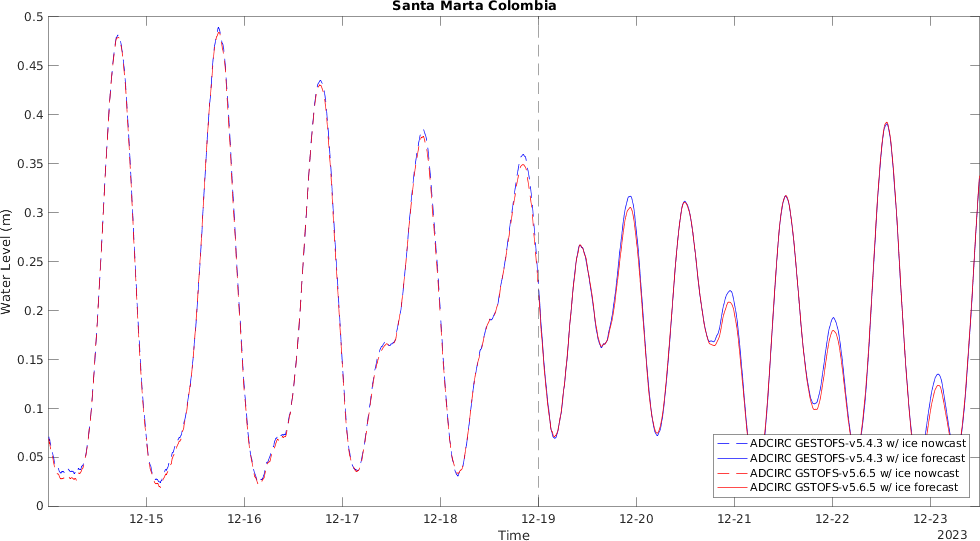 Santa Marta Colombia
0.5
0.45
0.4
0.35
0.3
0.25
0.2
0.15
0.1
0.05
0
Water Level (m)
ADCIRC GESTOFS-v5.4.3 w/ ice nowcast
ADCIRC GESTOFS-v5.4.3 w/ ice forecast
ADCIRC GSTOFS-v5.6.5 w/ ice nowcast
ADCIRC GSTOFS-v5.6.5 w/ ice forecast
12-15 12-16 12-17 12-18 12-19 12-20 12-21 12-22 12-23
Time
2023